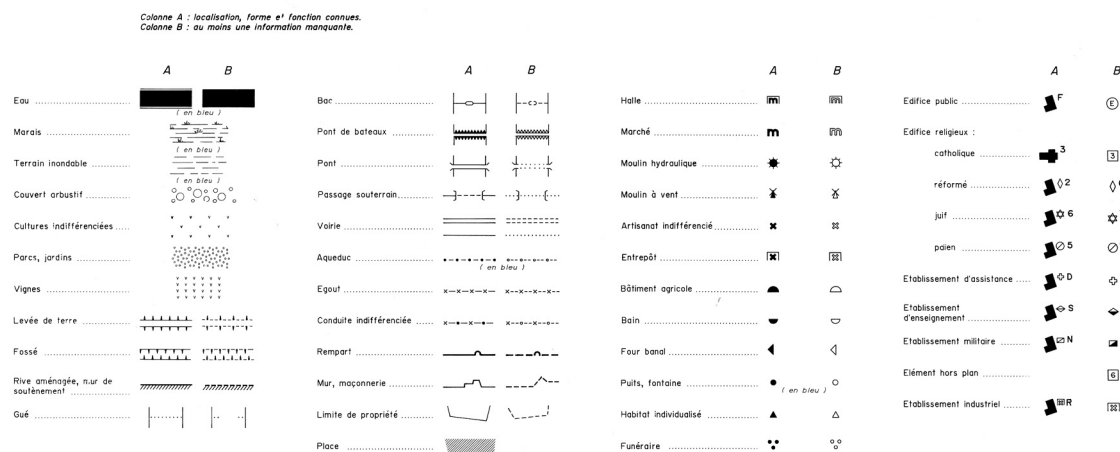 Colonne A : localisation, forme et fonction connues.
Colonne B : au moins une information manquante.
A B
Eau
( en bleu )
Marais
( en bleu )
Terrain inondable
( en bleu )
Couvert arbustif
Cultures indifférenciées
Parcs, jardins
Vignes
Levée de terre
Fossé
Rive aménagée, mur de
soutènement
Gué
A B
Bac
Pont de bateaux
Pont
Passage souterrain
Voirie
Aqueduc
( en bleu )
Egout
Conduite indifférenciée
Rempart
Mur, maçonnerie
Limite de propriété
Place
A B
Halle
Marché
Moulin hydraulique
Moulin à vent
Artisanat indifférencié
Entrepôt
Bâtiment agricole
Bain
Four banal
Puits, fontaine
( en bleu )
Habitat individualisé
Funéraire
A B
Edifice public F E
Edifice religieux :
catholique 3 3
réformé 2
juif 6
païen 5
Etablissement d'assistance D
Etablissement
d'enseignement S
Etablissement militaire N
Elément hors plan 6
Etablissement industriel R